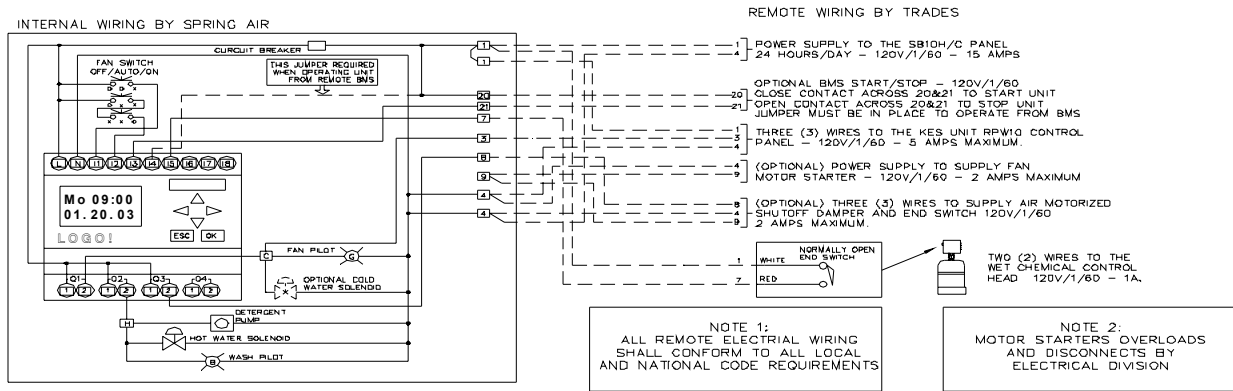 INTERNAL WIRING BY SPRING AIR
REMOTE WIRING BY TRADES
CURCUIT BREAKER
FAN SWITCH
OFF/AUTO/ON
THIS JUMPER REQUIRED
WHEN OPERATING UNIT
FROM REMOTE BMS
L N I1 I2 I3 I4 I5 I6 I7 I8
Mo 09:00
01.20.03
LOGO!
ESC OK
Q1 Q2 Q3 Q4
1 2 1 2 1 2 1 2
FAN PILOT
G
C
OPTIONAL COLD
WATER SOLENOID
DETERGENT
PUMP
H
HOT WATER SOLENOID
WASH PILOT
B
1
1
20
21
7
3
8
9
4
4
1 POWER SUPPLY TO THE SB10H/C PANEL
4 24 HOURS/DAY - 120V/1/60 - 15 AMPS
OPTIONAL BMS START/STOP - 120V/1/60
20 CLOSE CONTACT ACROSS 20&21 TO START UNIT
21 OPEN CONTACT ACROSS 20&21 TO STOP UNIT
JUMPER MUST BE IN PLACE TO OPERATE FROM BMS
1
3 THREE (3) WIRES TO THE KES UNIT RPW10 CONTROL
4 PANEL - 120V/1/60 - 5 AMPS MAXIMUM.
4 (OPTIONAL) POWER SUPPLY TO SUPPLY FAN
9 MOTOR STARTER - 120V/1/60 - 2 AMPS MAXIMUM
8 (OPTIONAL) THREE (3) WIRES TO SUPPLY AIR MOTORIZED
4 SHUTOFF DAMPER AND END SWITCH 120V/1/60
9 2 AMPS MAXIMUM.
NORMALLY OPEN
END SWITCH
1 WHITE
7 RED
TWO (2) WIRES TO THE
WET CHEMICAL CONTROL
HEAD 120V/1/60 - 1A.
NOTE 1:
ALL REMOTE ELECTRIAL WIRING
SHALL CONFORM TO ALL LOCAL
AND NATIONAL CODE REQUIREMENTS
NOTE 2:
MOTOR STARTERS OVERLOADS
AND DISCONNECTS BY
ELECTRICAL DIVISION